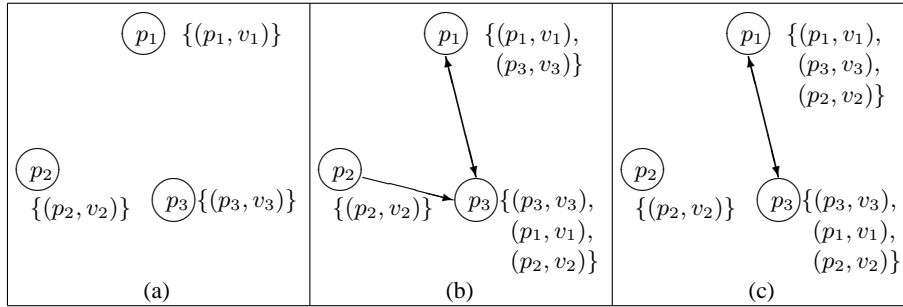 p₁ {(p₁, v₁)}
p₂
{(p₂, v₂)}
p₃ {(p₃, v₃)}
(a)
p₁ {(p₁, v₁),
(p₃, v₃)}
p₂
{(p₂, v₂)}
p₃ {(p₃, v₃),
(p₁, v₁),
(p₂, v₂)}
(b)
p₁ {(p₁, v₁),
(p₃, v₃),
(p₂, v₂)}
p₂
{(p₂, v₂)}
p₃ {(p₃, v₃),
(p₁, v₁),
(p₂, v₂)}
(c)